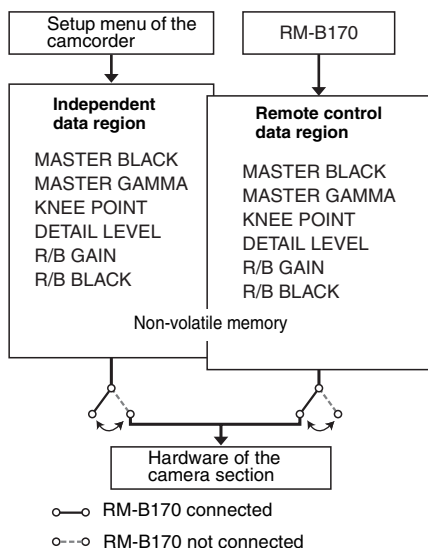 Setup menu of the
camcorder
RM-B170
Independent
data region
MASTER BLACK
MASTER GAMMA
KNEE POINT
DETAIL LEVEL
R/B GAIN
R/B BLACK
Remote control
data region
MASTER BLACK
MASTER GAMMA
KNEE POINT
DETAIL LEVEL
R/B GAIN
R/B BLACK
Non-volatile memory
Hardware of the
camera section
RM-B170 connected
RM-B170 not connected